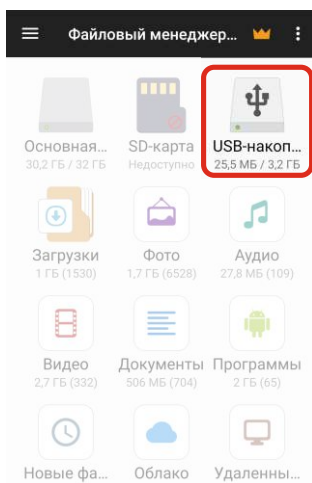 Файловый менеджер...
Основная... SD-карта USB-накоп...
30,2 ГБ / 32 ГБ Недоступно 25,5 МБ / 3,2 ГБ
Загрузки Фото Аудио
1 ГБ (1530) 1,7 ГБ (6528) 27,8 МБ (109)
Видео Документы Программы
2,7 ГБ (332) 506 МБ (704) 2 ГБ (65)
Новые фа... Облако Удаленны...